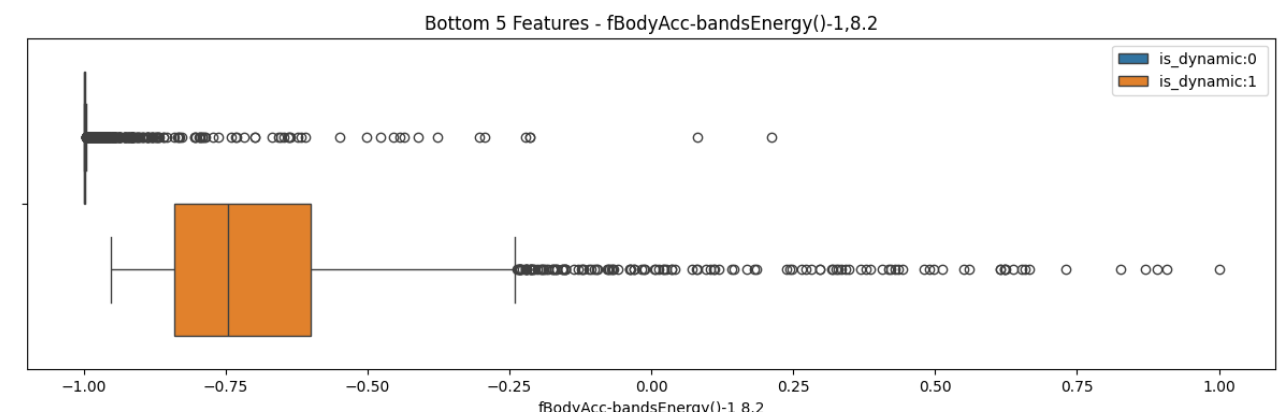 Bottom 5 Features - fBodyAcc-bandsEnergy()-1,8.2
is_dynamic:0
is_dynamic:1
−1.00 −0.75 −0.50 −0.25 0.00 0.25 0.50 0.75 1.00
fBodyAcc-bandsEnergy()-1,8.2